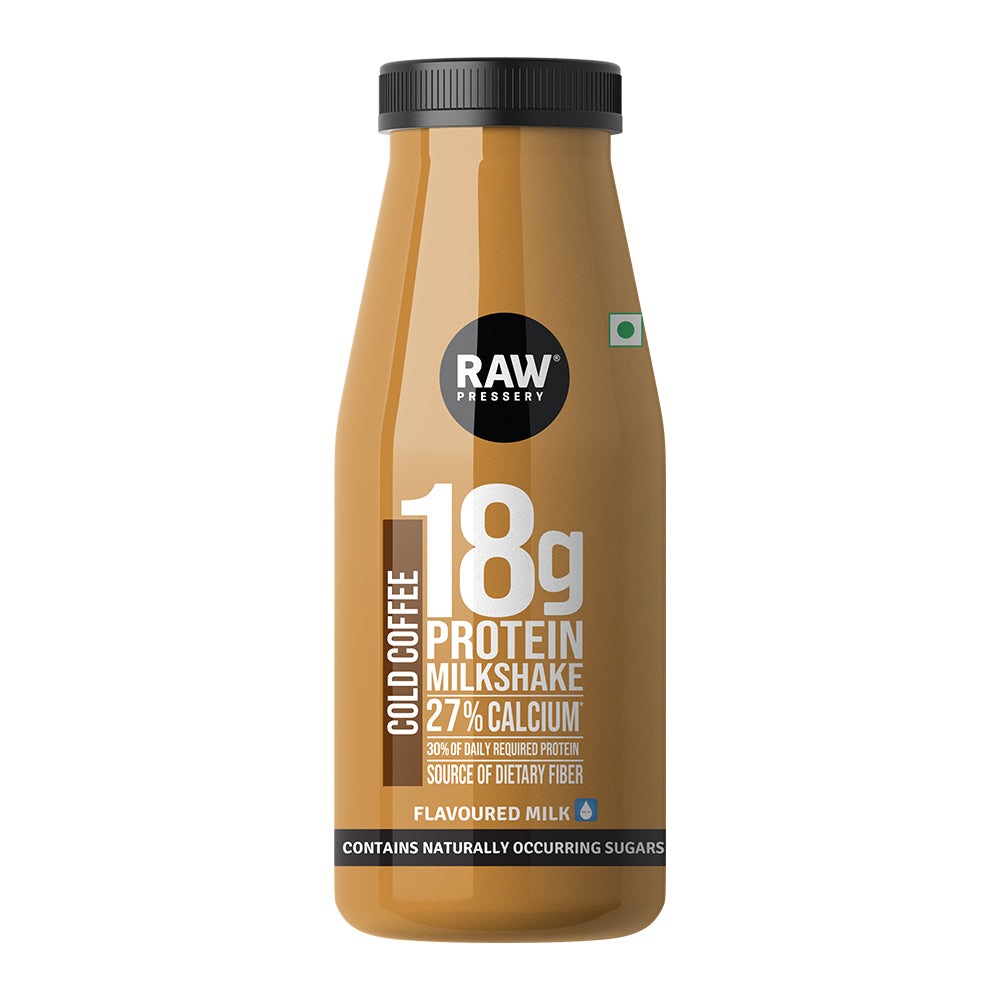 RAW®
PRESSERY
18g
COLD COFFEE
PROTEIN
MILKSHAKE
27% CALCIUM*
30% OF DAILY REQUIRED PROTEIN
SOURCE OF DIETARY FIBER
FLAVOURED MILK
CONTAINS NATURALLY OCCURRING SUGARS